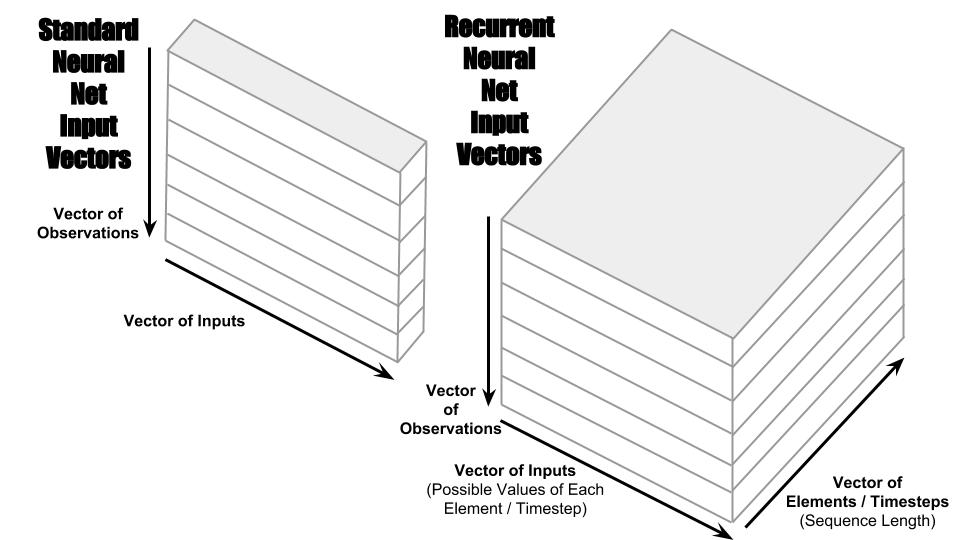 Standard
Neural
Net
Input
Vectors
Vector of
Observations
Vector of Inputs
Recurrent
Neural
Net
Input
Vectors
Vector
of
Observations
Vector of Inputs
(Possible Values of Each
Element / Timestep)
Vector of
Elements / Timesteps
(Sequence Length)